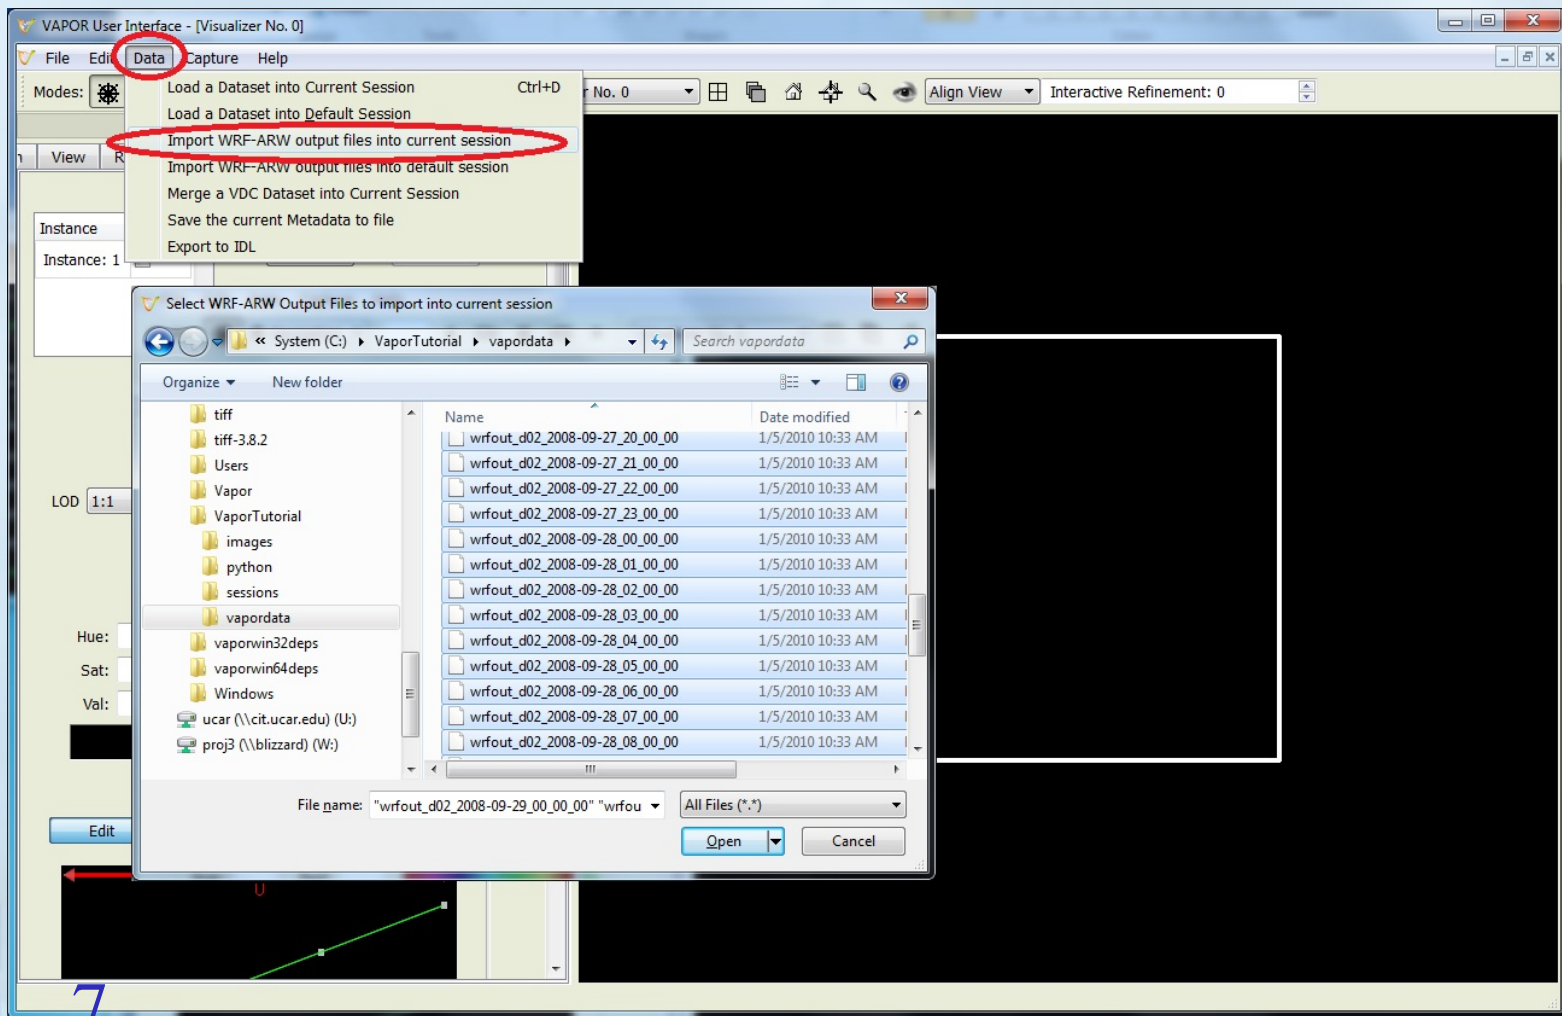 VAPOR User Interface - [Visualizer No. 0]
File Edit Data Capture Help
Modes: r No. 0 Align View Interactive Refinement: 0
Load a Dataset into Current Session Ctrl+D
Load a Dataset into Default Session
Import WRF-ARW output files into current session
Import WRF-ARW output files into default session
Merge a VDC Dataset into Current Session
Save the current Metadata to file
Export to IDL
View R
Instance
Instance: 1
LOD 1:1
Hue:
Sat:
Val:
Edit
U
Select WRF-ARW Output Files to import into current session
« System (C:) VaporTutorial vapordata Search vapordata
Organize New folder
tiff
tiff-3.8.2
Users
Vapor
VaporTutorial
images
python
sessions
vapordata
vaporwin32deps
vaporwin64deps
Windows
ucar (\\cit.ucar.edu) (U:)
proj3 (\\blizzard) (W:)
Name Date modified
wrfout_d02_2008-09-27_20_00_00 1/5/2010 10:33 AM
wrfout_d02_2008-09-27_21_00_00 1/5/2010 10:33 AM
wrfout_d02_2008-09-27_22_00_00 1/5/2010 10:33 AM
wrfout_d02_2008-09-27_23_00_00 1/5/2010 10:33 AM
wrfout_d02_2008-09-28_00_00_00 1/5/2010 10:33 AM
wrfout_d02_2008-09-28_01_00_00 1/5/2010 10:33 AM
wrfout_d02_2008-09-28_02_00_00 1/5/2010 10:33 AM
wrfout_d02_2008-09-28_03_00_00 1/5/2010 10:33 AM
wrfout_d02_2008-09-28_04_00_00 1/5/2010 10:33 AM
wrfout_d02_2008-09-28_05_00_00 1/5/2010 10:33 AM
wrfout_d02_2008-09-28_06_00_00 1/5/2010 10:33 AM
wrfout_d02_2008-09-28_07_00_00 1/5/2010 10:33 AM
wrfout_d02_2008-09-28_08_00_00 1/5/2010 10:33 AM
File name: "wrfout_d02_2008-09-29_00_00_00" "wrfou All Files (*.*)
Open Cancel
7